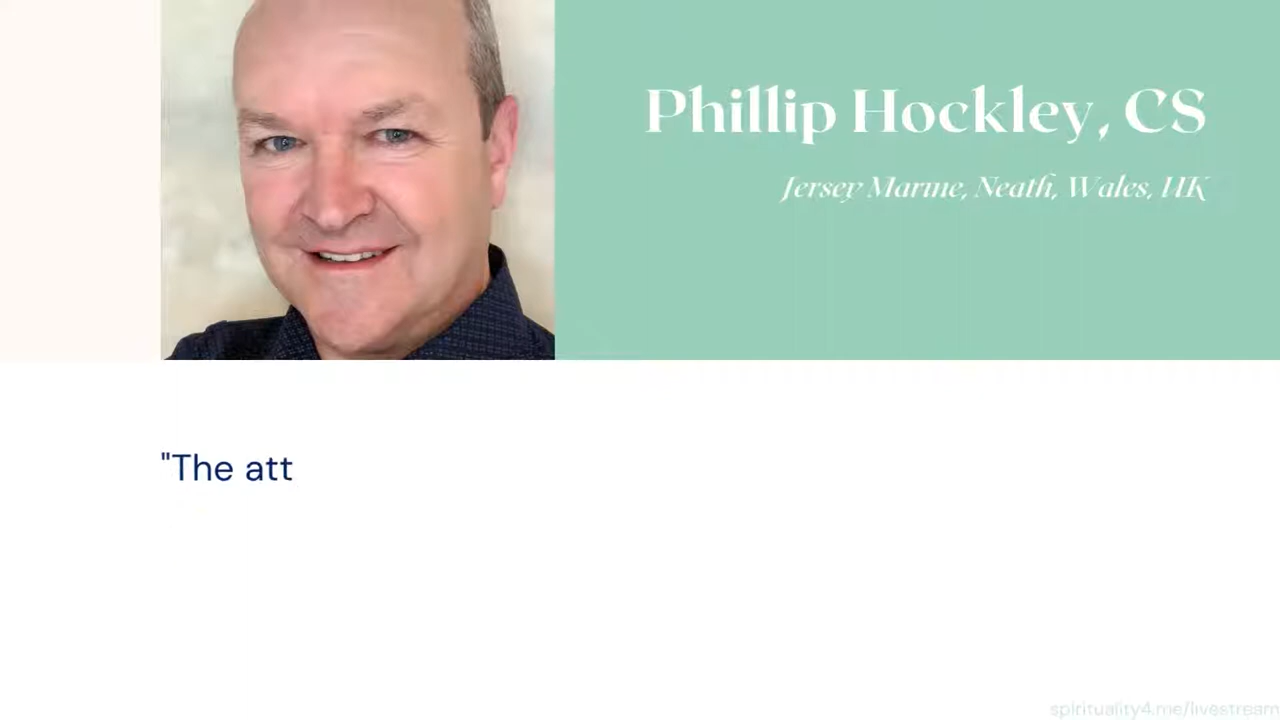 Phillip Hockley, CS
Jersey Marine, Neath, Wales, UK
"The att
spirituality4.me/livestream